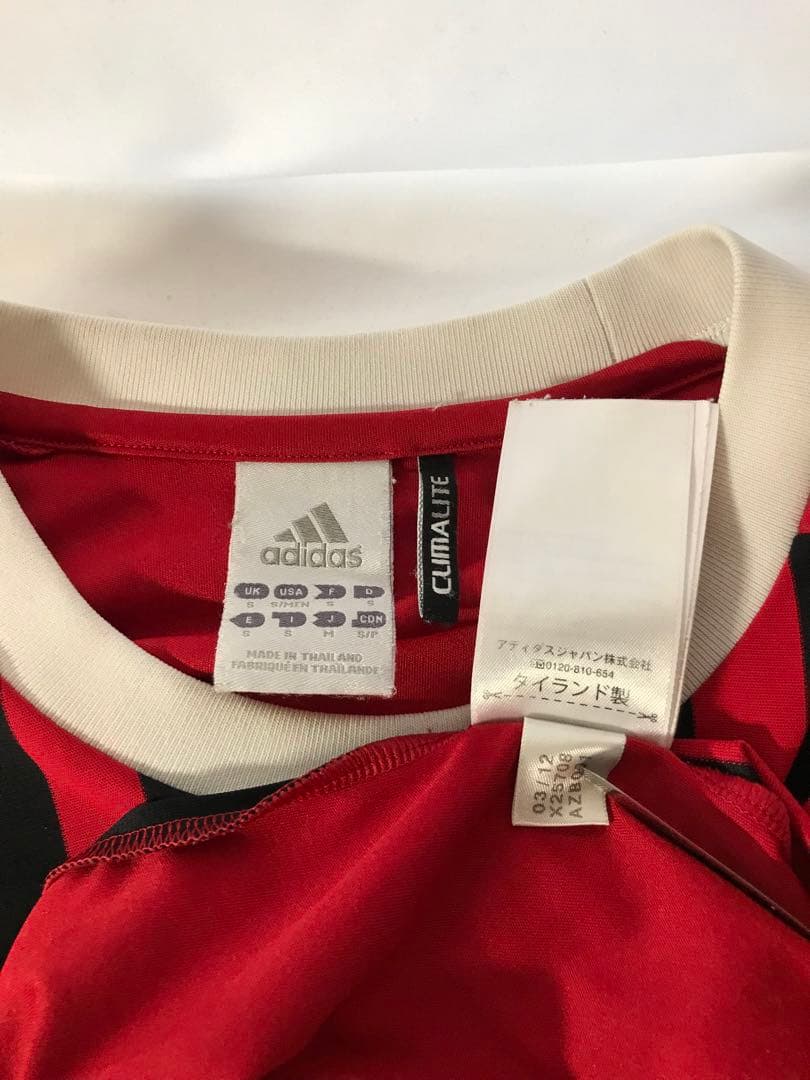 adidas
UK USA F D
S S/MEN S S
E I J CDN
S S M S/P
MADE IN THAILAND
FABRIQUÉ EN THAÏLANDE
CLIMALITE
アディダスジャパン株式会社
0120-810-654
タイランド製
03/12
X25708